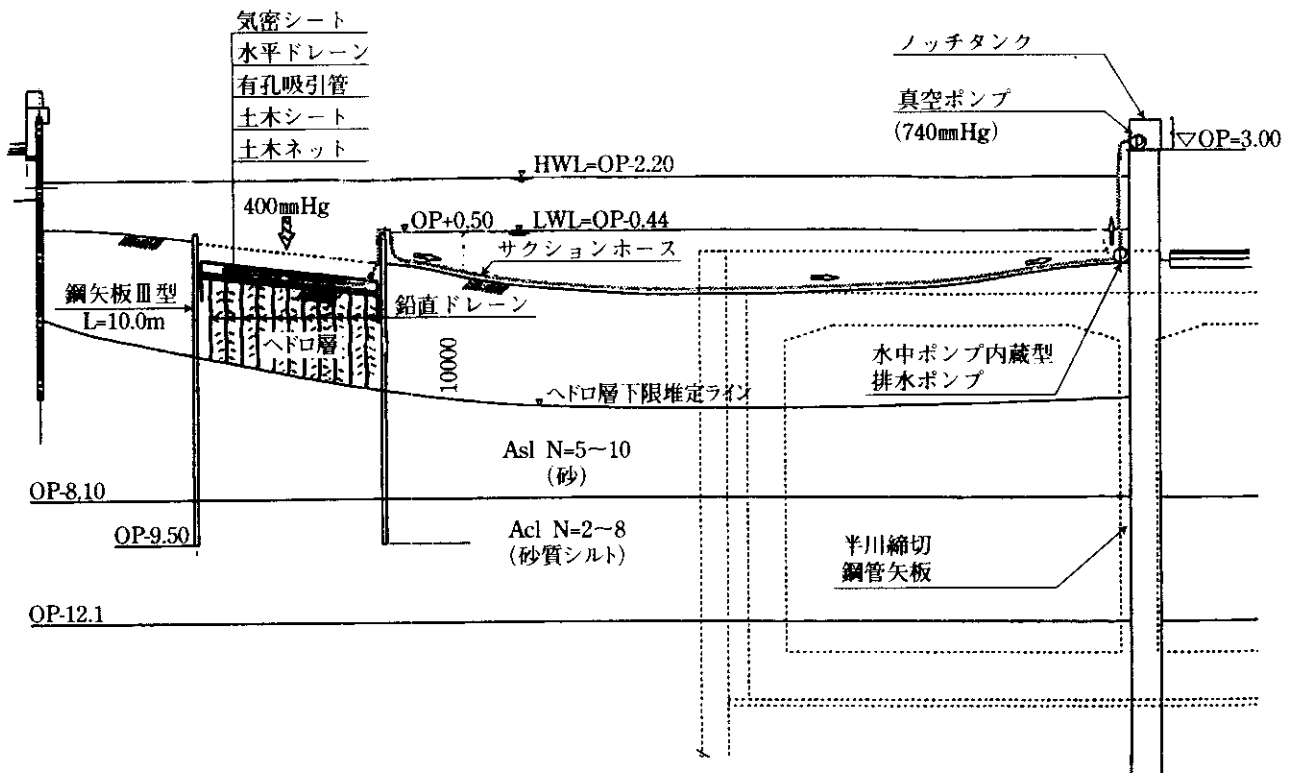 気密シート
水平ドレーン
有孔吸引管
土木シート
土木ネット
ノッチタンク
真空ポンプ
(740mmHg)
▽OP=3.00
HWL=OP-2.20
400mmHg
OP+0,50
LWL=OP-0.44
サクションホース
鋼矢板Ⅲ型
L=10.0m
鉛直ドレーン
ヘドロ層
10000
水中ポンプ内蔵型
排水ポンプ
ヘドロ層下限堆定ライン
Asl N=5〜10
(砂)
OP-8,10
OP-9.50
Acl N=2〜8
(砂質シルト)
半川締切
鋼管矢板
OP-12.1